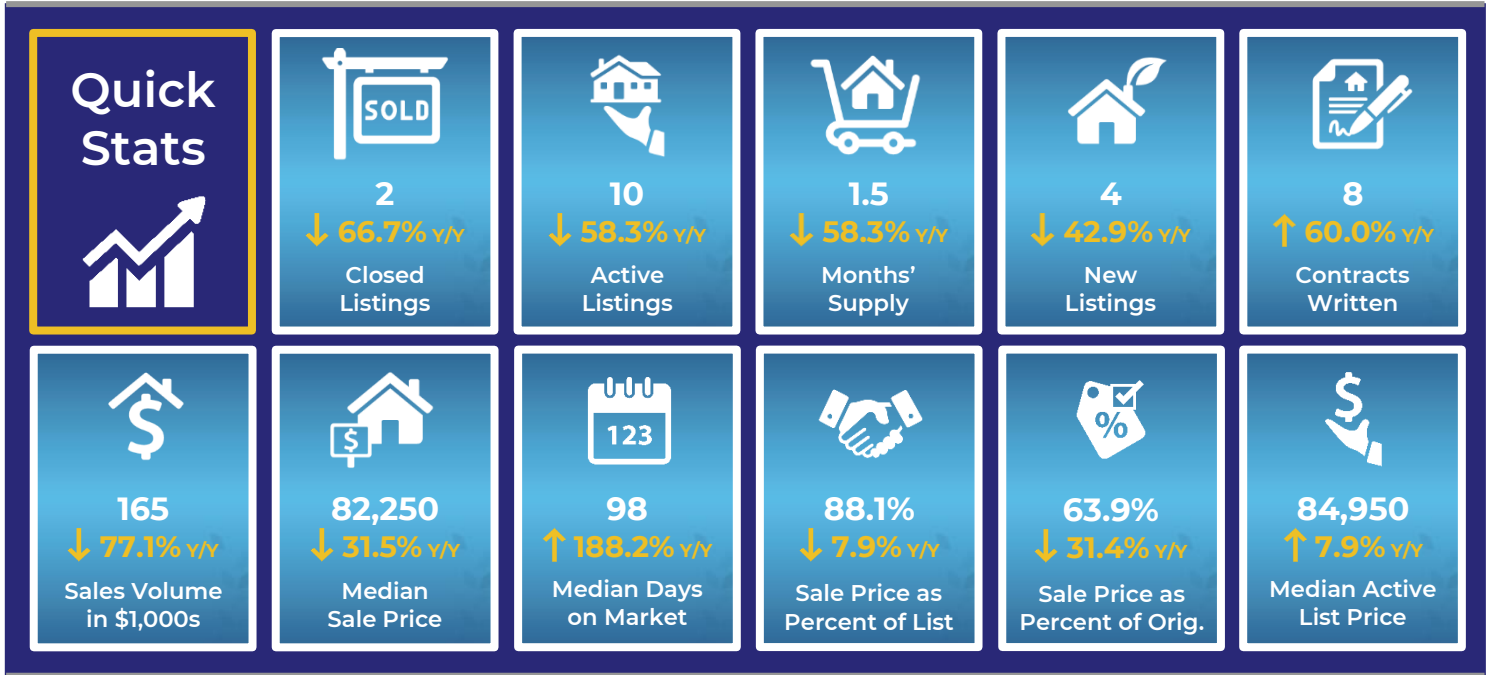 Quick
Stats
SOLD
2
↓ 66.7% Y/Y
Closed
Listings
10
↓ 58.3% Y/Y
Active
Listings
1.5
↓ 58.3% Y/Y
Months’
Supply
4
↓ 42.9% Y/Y
New
Listings
8
↑ 60.0% Y/Y
Contracts
Written
$
165
↓ 77.1% Y/Y
Sales Volume
in $1,000s
$
82,250
↓ 31.5% Y/Y
Median
Sale Price
123
98
↑ 188.2% Y/Y
Median Days
on Market
88.1%
↓ 7.9% Y/Y
Sale Price as
Percent of List
%
63.9%
↓ 31.4% Y/Y
Sale Price as
Percent of Orig.
$
84,950
↑ 7.9% Y/Y
Median Active
List Price